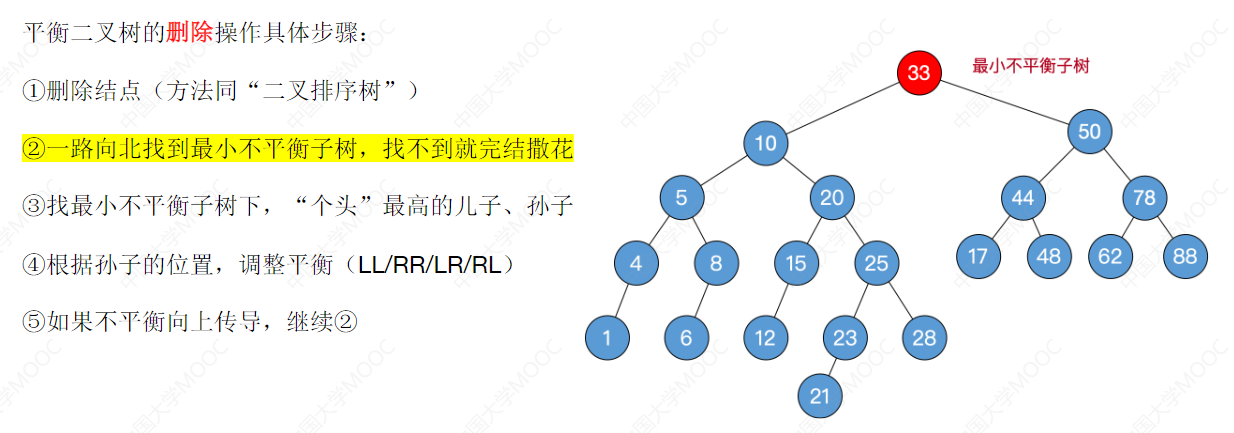 平衡二叉树的删除操作具体步骤：
①删除结点（方法同“二叉排序树”）
②一路向北找到最小不平衡子树，找不到就完结撒花
③找最小不平衡子树下，“个头”最高的儿子、孙子
④根据孙子的位置，调整平衡（LL/RR/LR/RL）
⑤如果不平衡向上传导，继续②
33 最小不平衡子树
10 50
5 20 44 78
4 8 15 25 17 48 62 88
1 6 12 23 28
21
中国大学MOOC